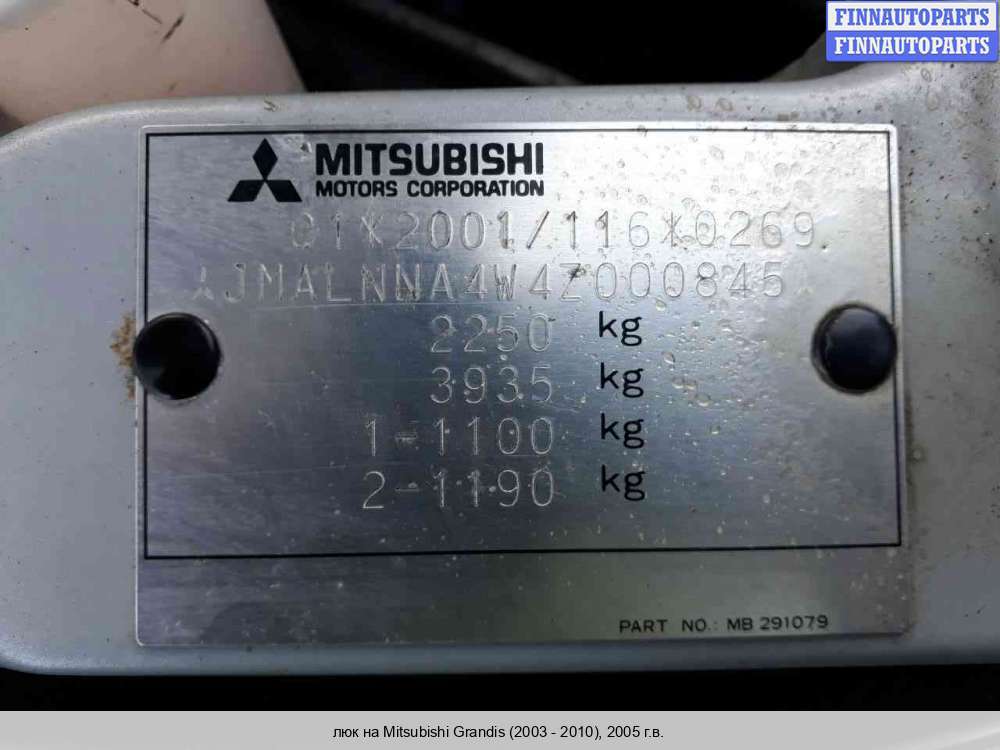 FINNAUTOPARTS
FINNAUTOPARTS
MITSUBISHI
MOTORS CORPORATION
01*2001/116*0269
*JMALNNA4W4Z000845*
2250 kg
3935 kg
1-1100 kg
2-1190 kg
PART NO.: MB 291079
люк на Mitsubishi Grandis (2003 - 2010), 2005 г.в.